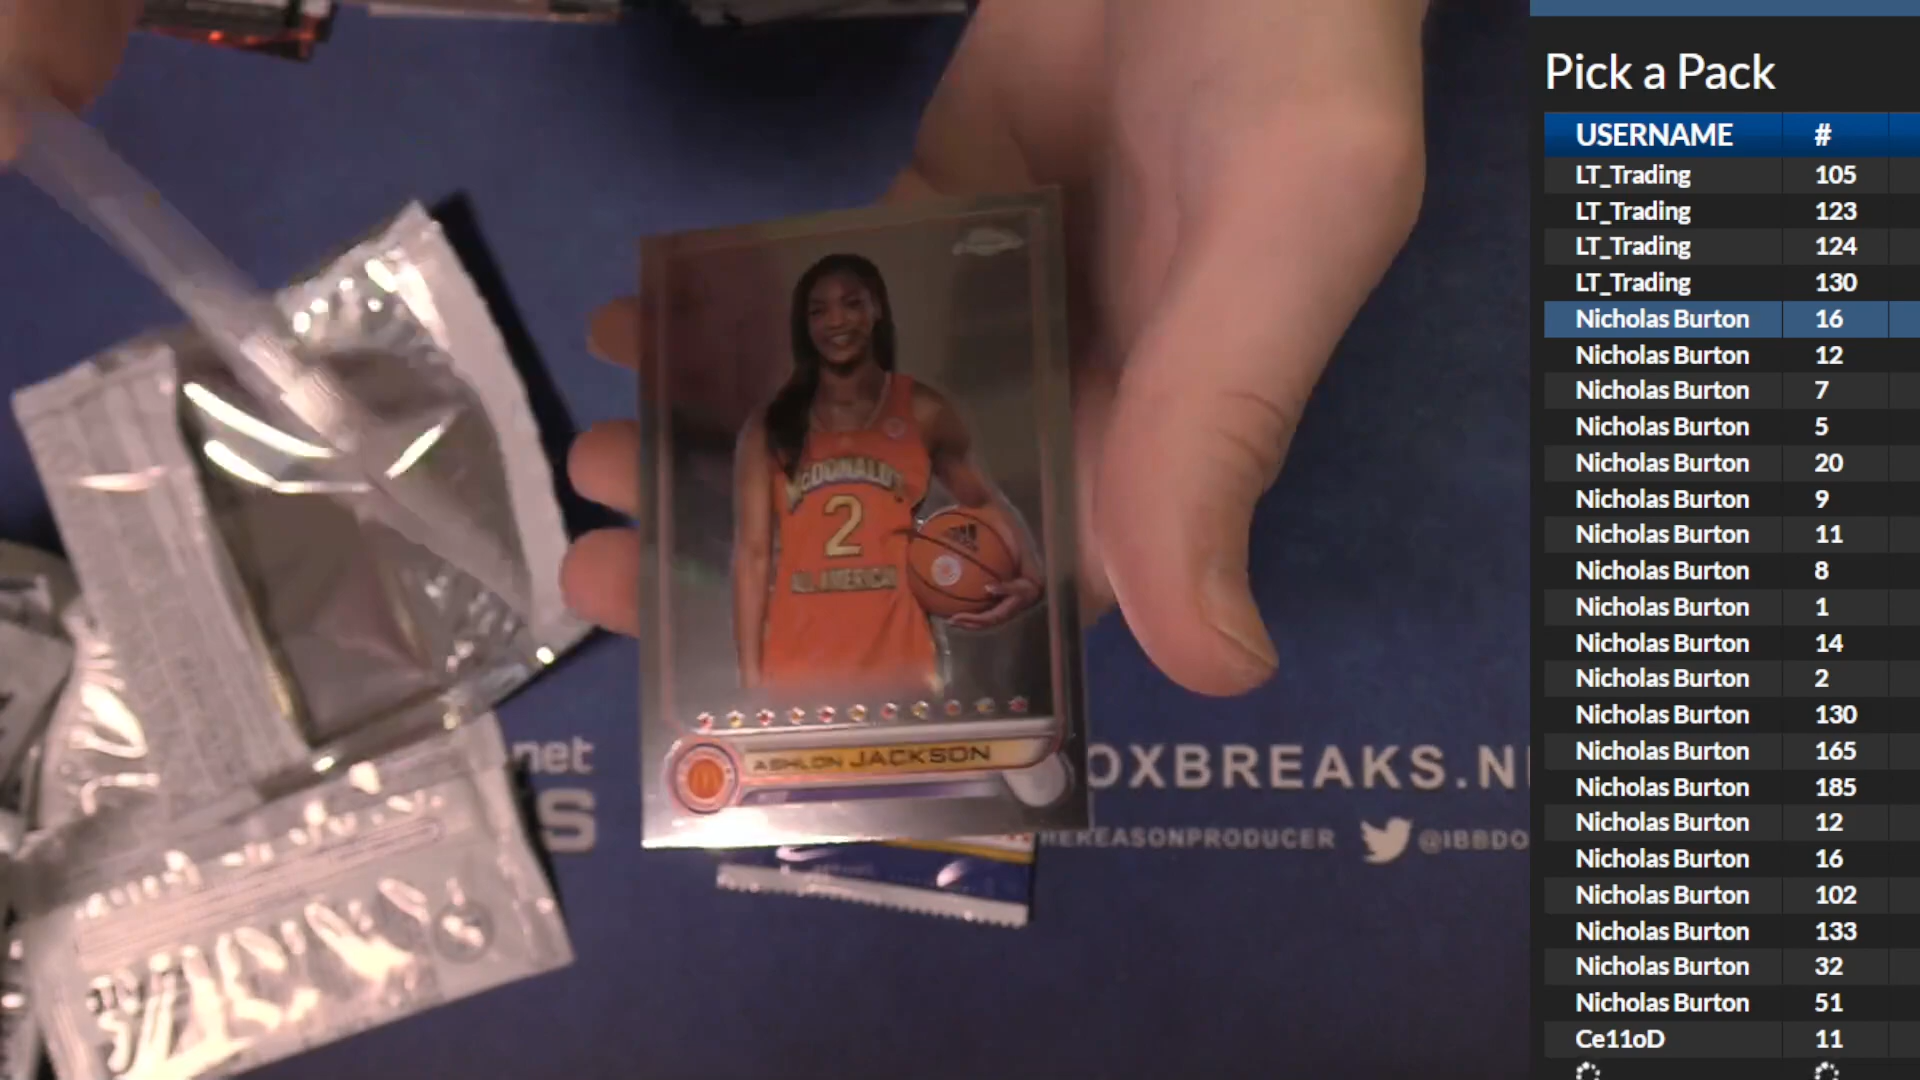 McDONALD'S
2
ALL AMERICAN
ASHLON JACKSON
net
OXBREAKS.N
HEREASONPRODUCER
@IBBDO
Pick a Pack
USERNAME #
LT_Trading 105
LT_Trading 123
LT_Trading 124
LT_Trading 130
Nicholas Burton 16
Nicholas Burton 12
Nicholas Burton 7
Nicholas Burton 5
Nicholas Burton 20
Nicholas Burton 9
Nicholas Burton 11
Nicholas Burton 8
Nicholas Burton 1
Nicholas Burton 14
Nicholas Burton 2
Nicholas Burton 130
Nicholas Burton 165
Nicholas Burton 185
Nicholas Burton 12
Nicholas Burton 16
Nicholas Burton 102
Nicholas Burton 133
Nicholas Burton 32
Nicholas Burton 51
Ce11oD 11